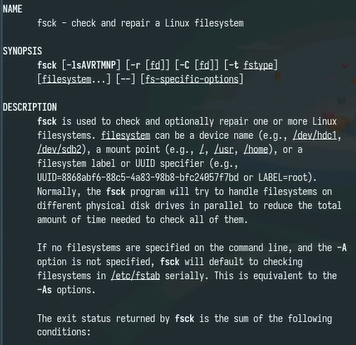 NAME
fsck - check and repair a Linux filesystem
SYNOPSIS
fsck [-lsAVRTMNP] [-r [fd]] [-C [fd]] [-t fstype]
[filesystem...] [--] [fs-specific-options]
DESCRIPTION
fsck is used to check and optionally repair one or more Linux
filesystems. filesystem can be a device name (e.g., /dev/hdc1,
/dev/sdb2), a mount point (e.g., /, /usr, /home), or a
filesystem label or UUID specifier (e.g.,
UUID=8868abf6-88c5-4a83-98b8-bfc24057f7bd or LABEL=root).
Normally, the fsck program will try to handle filesystems on
different physical disk drives in parallel to reduce the total
amount of time needed to check all of them.
If no filesystems are specified on the command line, and the -A
option is not specified, fsck will default to checking
filesystems in /etc/fstab serially. This is equivalent to the
-As options.
The exit status returned by fsck is the sum of the following
conditions: